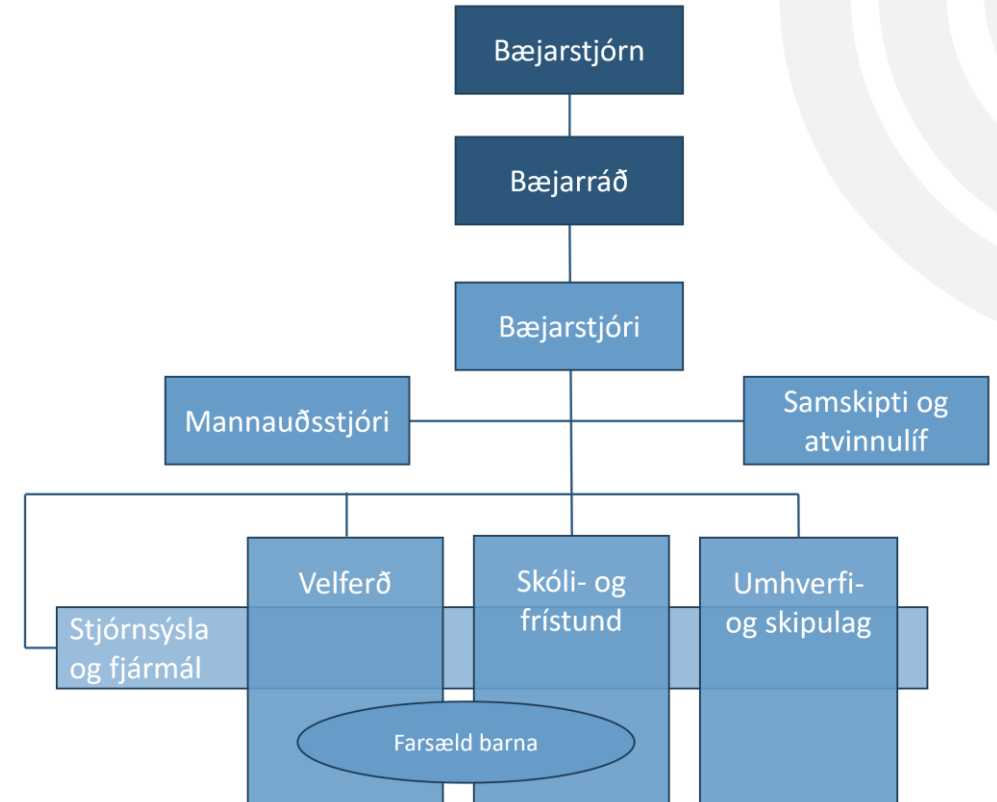 Bæjarstjórn
Bæjarráð
Bæjarstjóri
Mannauðsstjóri
Samskipti og
atvinnulíf
Velferð
Skóli- og
frístund
Umhverfi-
og skipulag
Stjórnsýsla
og fjármál
Farsæld barna